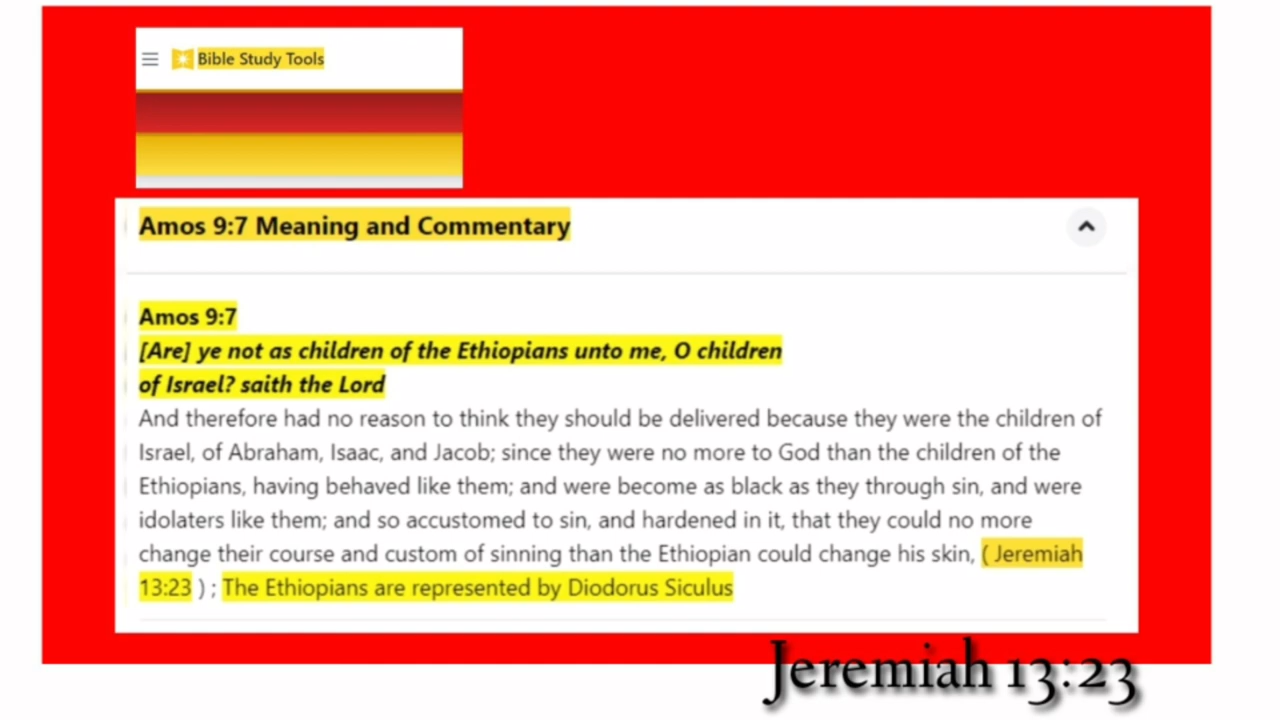 Bible Study Tools
Amos 9:7 Meaning and Commentary
Amos 9:7
[Are] ye not as children of the Ethiopians unto me, O children
of Israel? saith the Lord
And therefore had no reason to think they should be delivered because they were the children of
Israel, of Abraham, Isaac, and Jacob; since they were no more to God than the children of the
Ethiopians, having behaved like them; and were become as black as they through sin, and were
idolaters like them; and so accustomed to sin, and hardened in it, that they could no more
change their course and custom of sinning than the Ethiopian could change his skin, ( Jeremiah
13:23 ) ; The Ethiopians are represented by Diodorus Siculus
Jeremiah 13:23